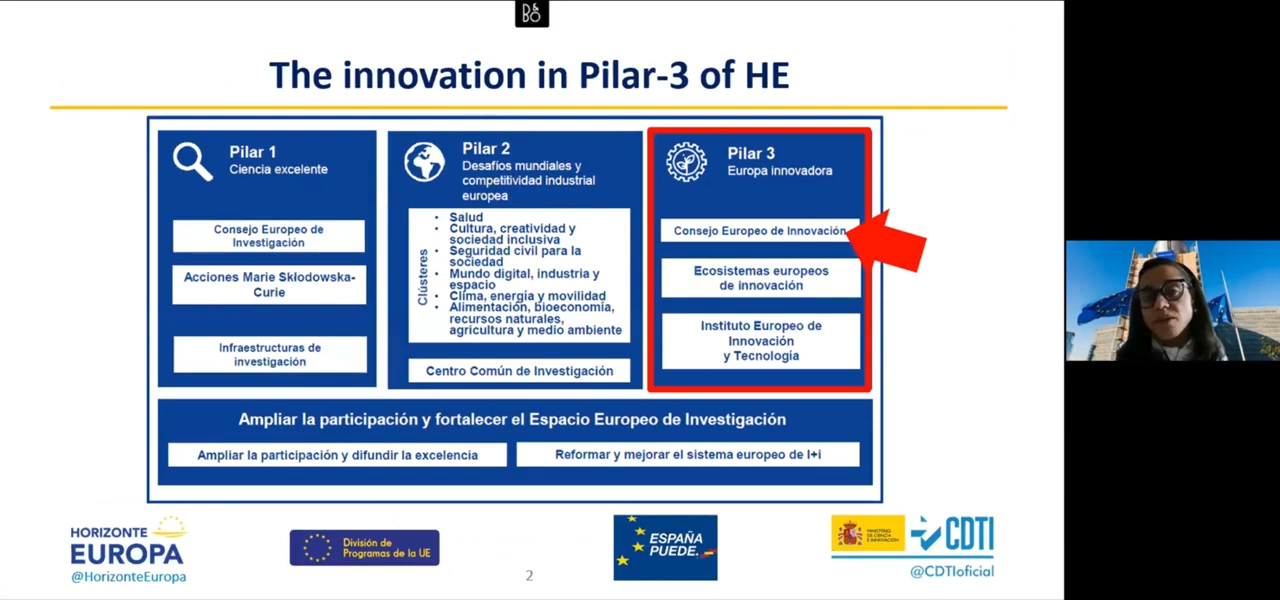 B&O
The innovation in Pilar-3 of HE
Pilar 1
Ciencia excelente
Consejo Europeo de
Investigación
Acciones Marie Skłodowska-
Curie
Infraestructuras de
investigación
Pilar 2
Desafíos mundiales y
competitividad industrial
europea
Clústeres
• Salud
• Cultura, creatividad y
sociedad inclusiva
• Seguridad civil para la
sociedad
• Mundo digital, industria y
espacio
• Clima, energía y movilidad
• Alimentación, bioeconomía,
recursos naturales,
agricultura y medio ambiente
Centro Común de Investigación
Pilar 3
Europa innovadora
Consejo Europeo de Innovación
Ecosistemas europeos
de innovación
Instituto Europeo de
Innovación
y Tecnología
Ampliar la participación y fortalecer el Espacio Europeo de Investigación
Ampliar la participación y difundir la excelencia
Reformar y mejorar el sistema europeo de I+i
HORIZONTE
EUROPA
@HorizonteEuropa
División de
Programas de la UE
2
ESPAÑA
PUEDE.
MINISTERIO
DE CIENCIA
E INNOVACIÓN
CDTI
@CDTIoficial